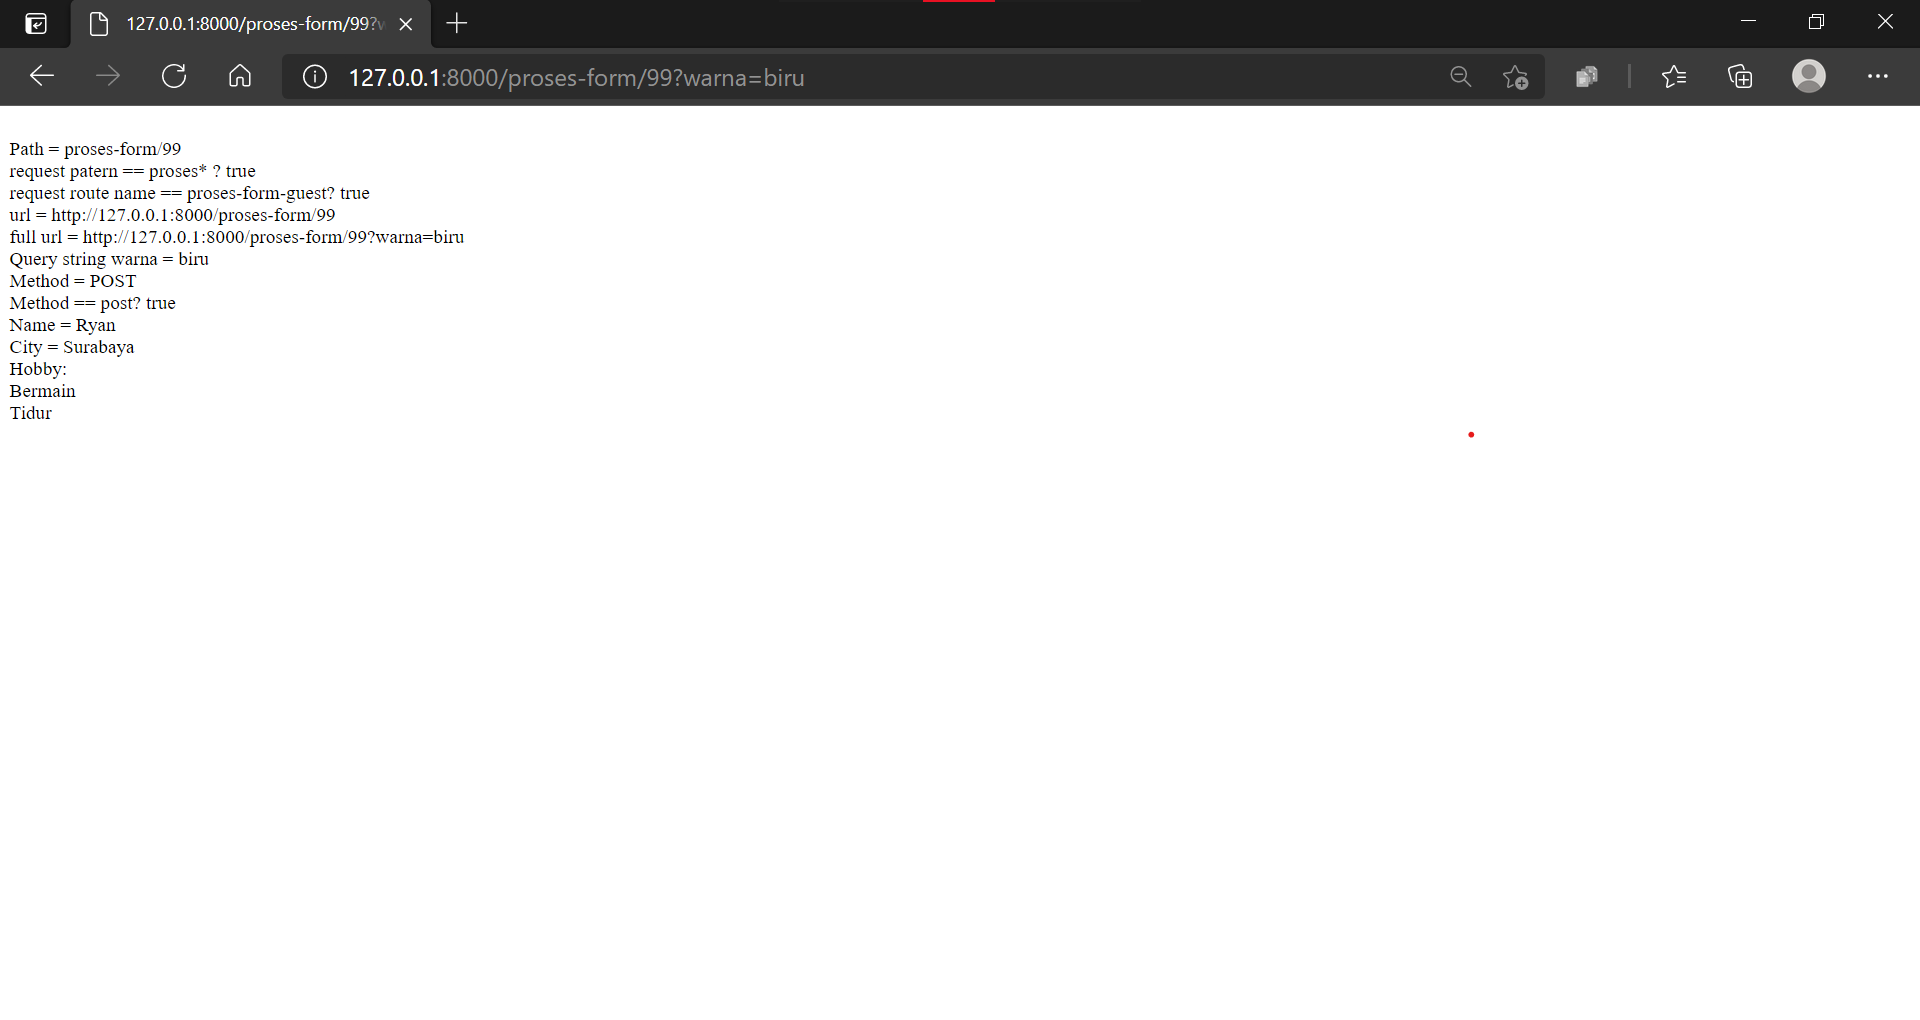 127.0.0.1:8000/proses-form/99?
127.0.0.1:8000/proses-form/99?warna=biru
Path = proses-form/99
request patern == proses* ? true
request route name == proses-form-guest? true
url = http://127.0.0.1:8000/proses-form/99
full url = http://127.0.0.1:8000/proses-form/99?warna=biru
Query string warna = biru
Method = POST
Method == post? true
Name = Ryan
City = Surabaya
Hobby:
Bermain
Tidur